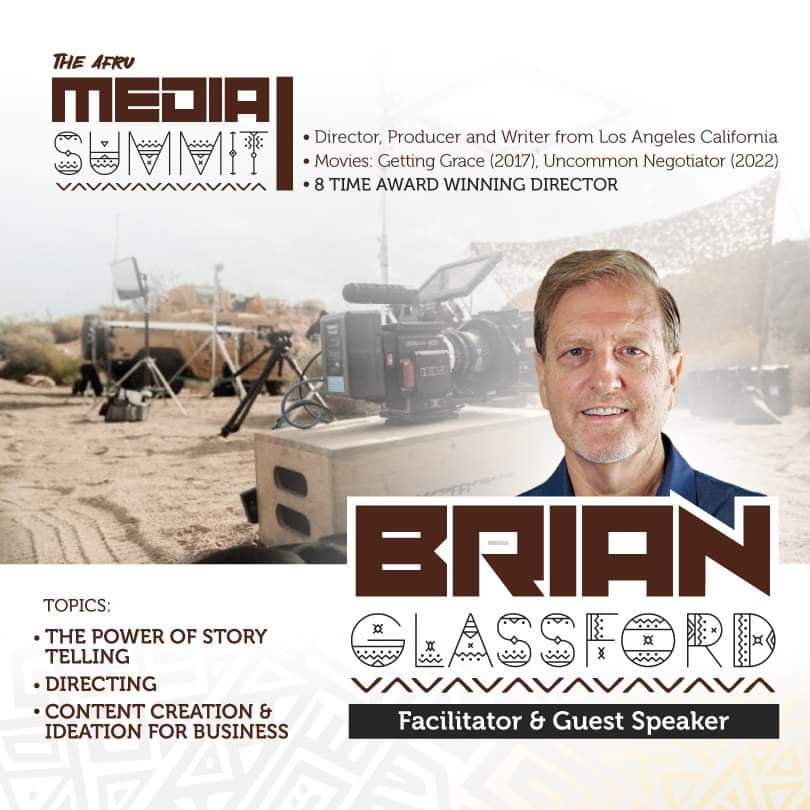 THE AFRU
MEDIA
SUMMIT
• Director, Producer and Writer from Los Angeles California
• Movies: Getting Grace (2017), Uncommon Negotiator (2022)
• 8 TIME AWARD WINNING DIRECTOR
BRIAN
GLASSFORD
Facilitator & Guest Speaker
TOPICS:
• THE POWER OF STORY
TELLING
• DIRECTING
• CONTENT CREATION &
IDEATION FOR BUSINESS